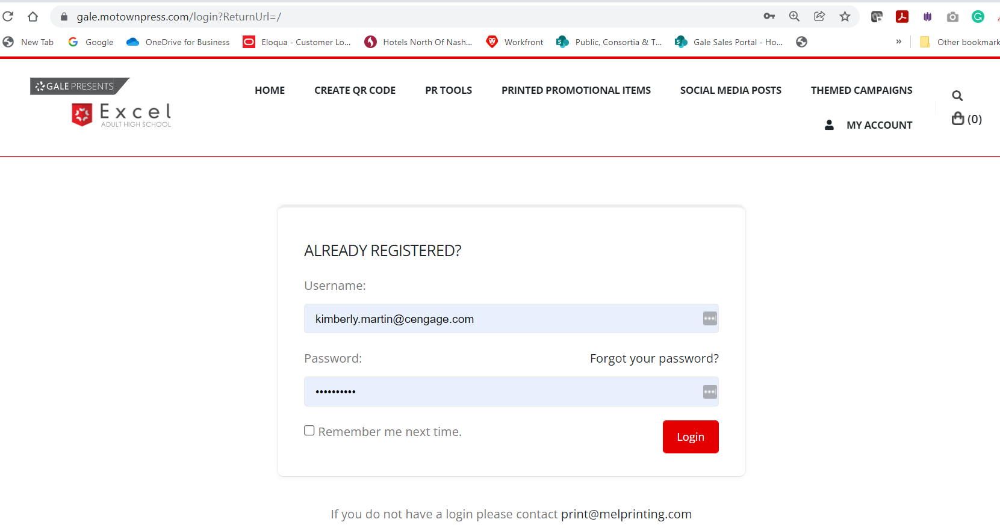 gale.motownpress.com/login?ReturnUrl=/
New Tab Google OneDrive for Business Eloqua - Customer Lo... Hotels North Of Nash... Workfront Public, Consortia & T... Gale Sales Portal - Ho... » Other bookmark
GALE PRESENTS
Excel
ADULT HIGH SCHOOL
HOME CREATE QR CODE PR TOOLS PRINTED PROMOTIONAL ITEMS SOCIAL MEDIA POSTS THEMED CAMPAIGNS
MY ACCOUNT
(0)
ALREADY REGISTERED?
Username:
kimberly.martin@cengage.com
Password: Forgot your password?
••••••••••
Remember me next time.
Login
If you do not have a login please contact print@melprinting.com